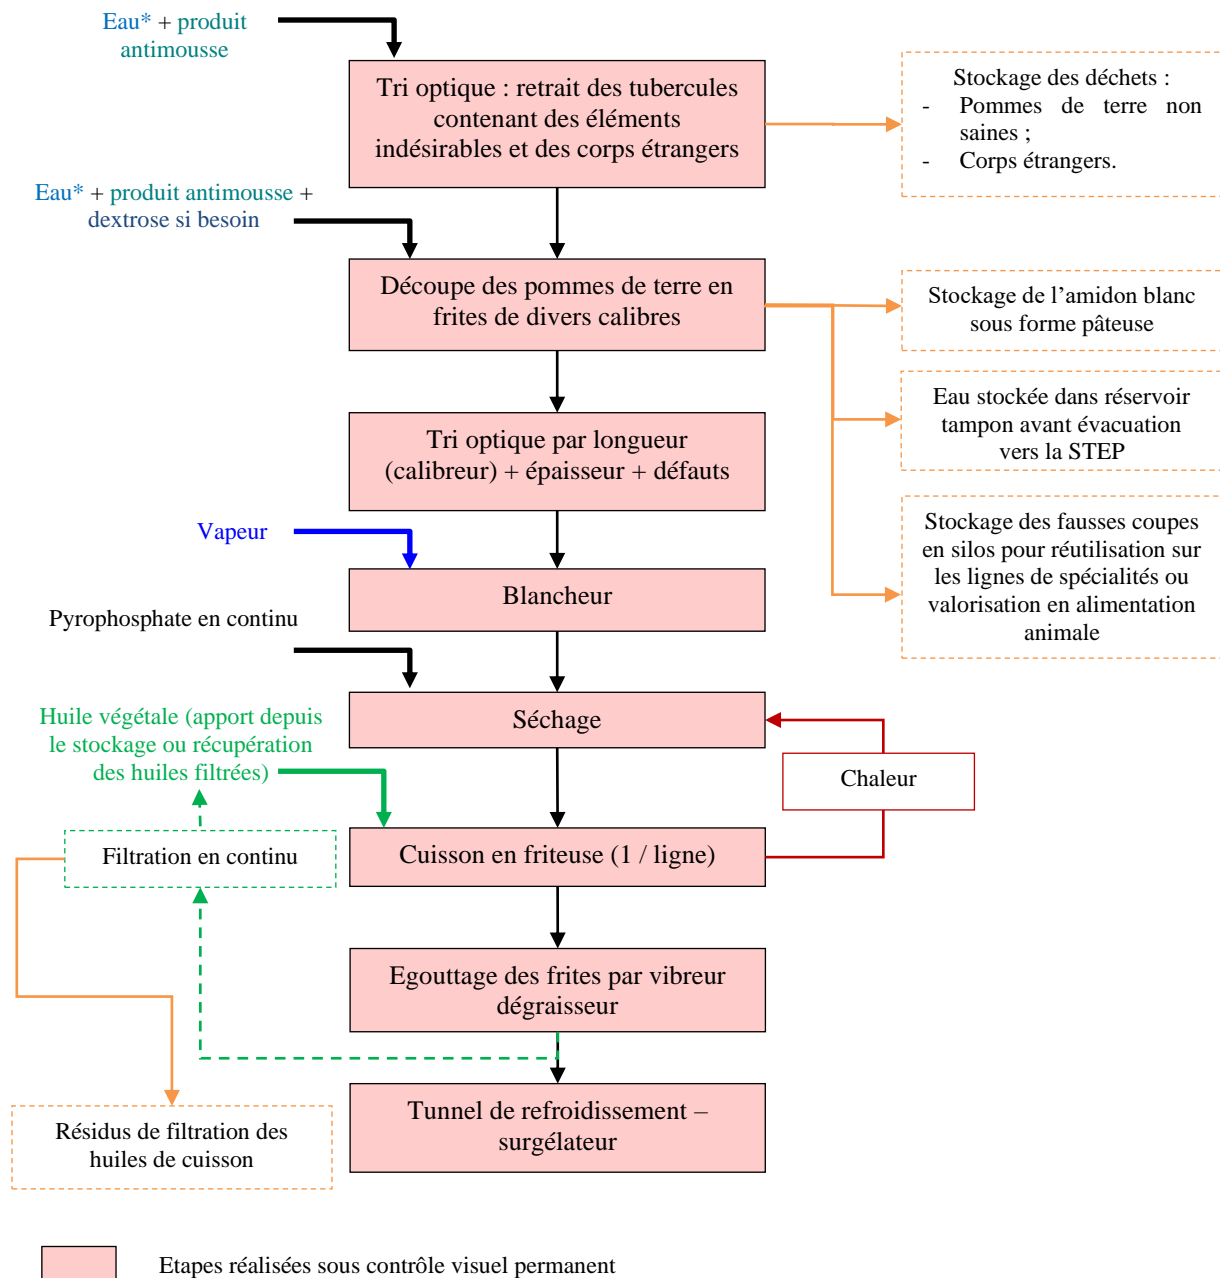 Eau* + produit
antimousse
Tri optique : retrait des tubercules
contenant des éléments
indésirables et des corps étrangers
Stockage des déchets :
- Pommes de terre non
saines ;
- Corps étrangers.
Eau* + produit antimousse +
dextrose si besoin
Découpe des pommes de terre en
frites de divers calibres
Stockage de l’amidon blanc
sous forme pâteuse
Eau stockée dans réservoir
tampon avant évacuation
vers la STEP
Tri optique par longueur
(calibreur) + épaisseur + défauts
Stockage des fausses coupes
en silos pour réutilisation sur
les lignes de spécialités ou
valorisation en alimentation
animale
Vapeur
Blancheur
Pyrophosphate en continu
Séchage
Huile végétale (apport depuis
le stockage ou récupération
des huiles filtrées)
Chaleur
Filtration en continu
Cuisson en friteuse (1 / ligne)
Egouttage des frites par vibreur
dégraisseur
Tunnel de refroidissement –
surgélateur
Résidus de filtration des
huiles de cuisson
Etapes réalisées sous contrôle visuel permanent